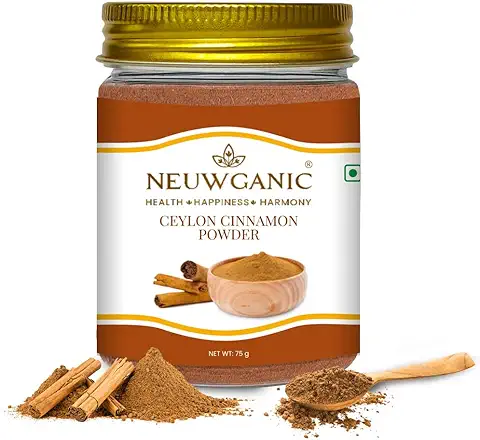 NEUWGANIC®
HEALTH HAPPINESS HARMONY
CEYLON CINNAMON
POWDER
NET WT: 75 g